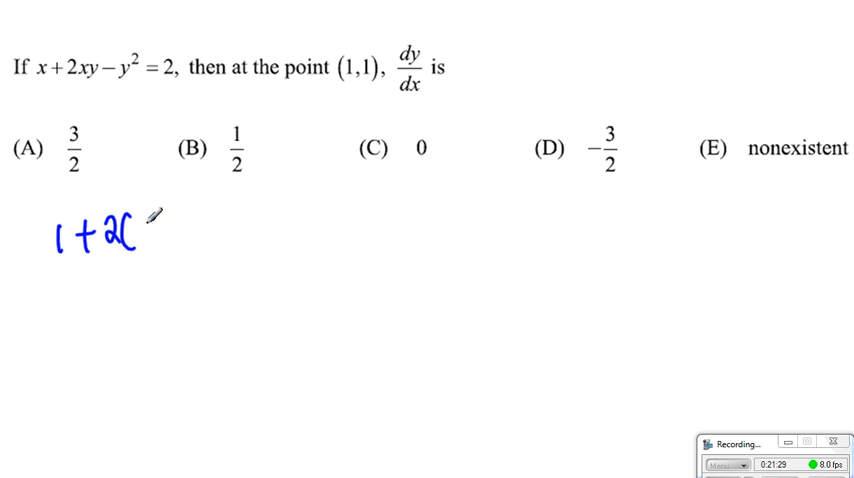 If x + 2xy − y² = 2, then at the point (1,1), dy/dx is
(A) 3/2 (B) 1/2 (C) 0 (D) −3/2 (E) nonexistent
1 + 2(
Recording...
Menu 0:21:29 8.0 fps